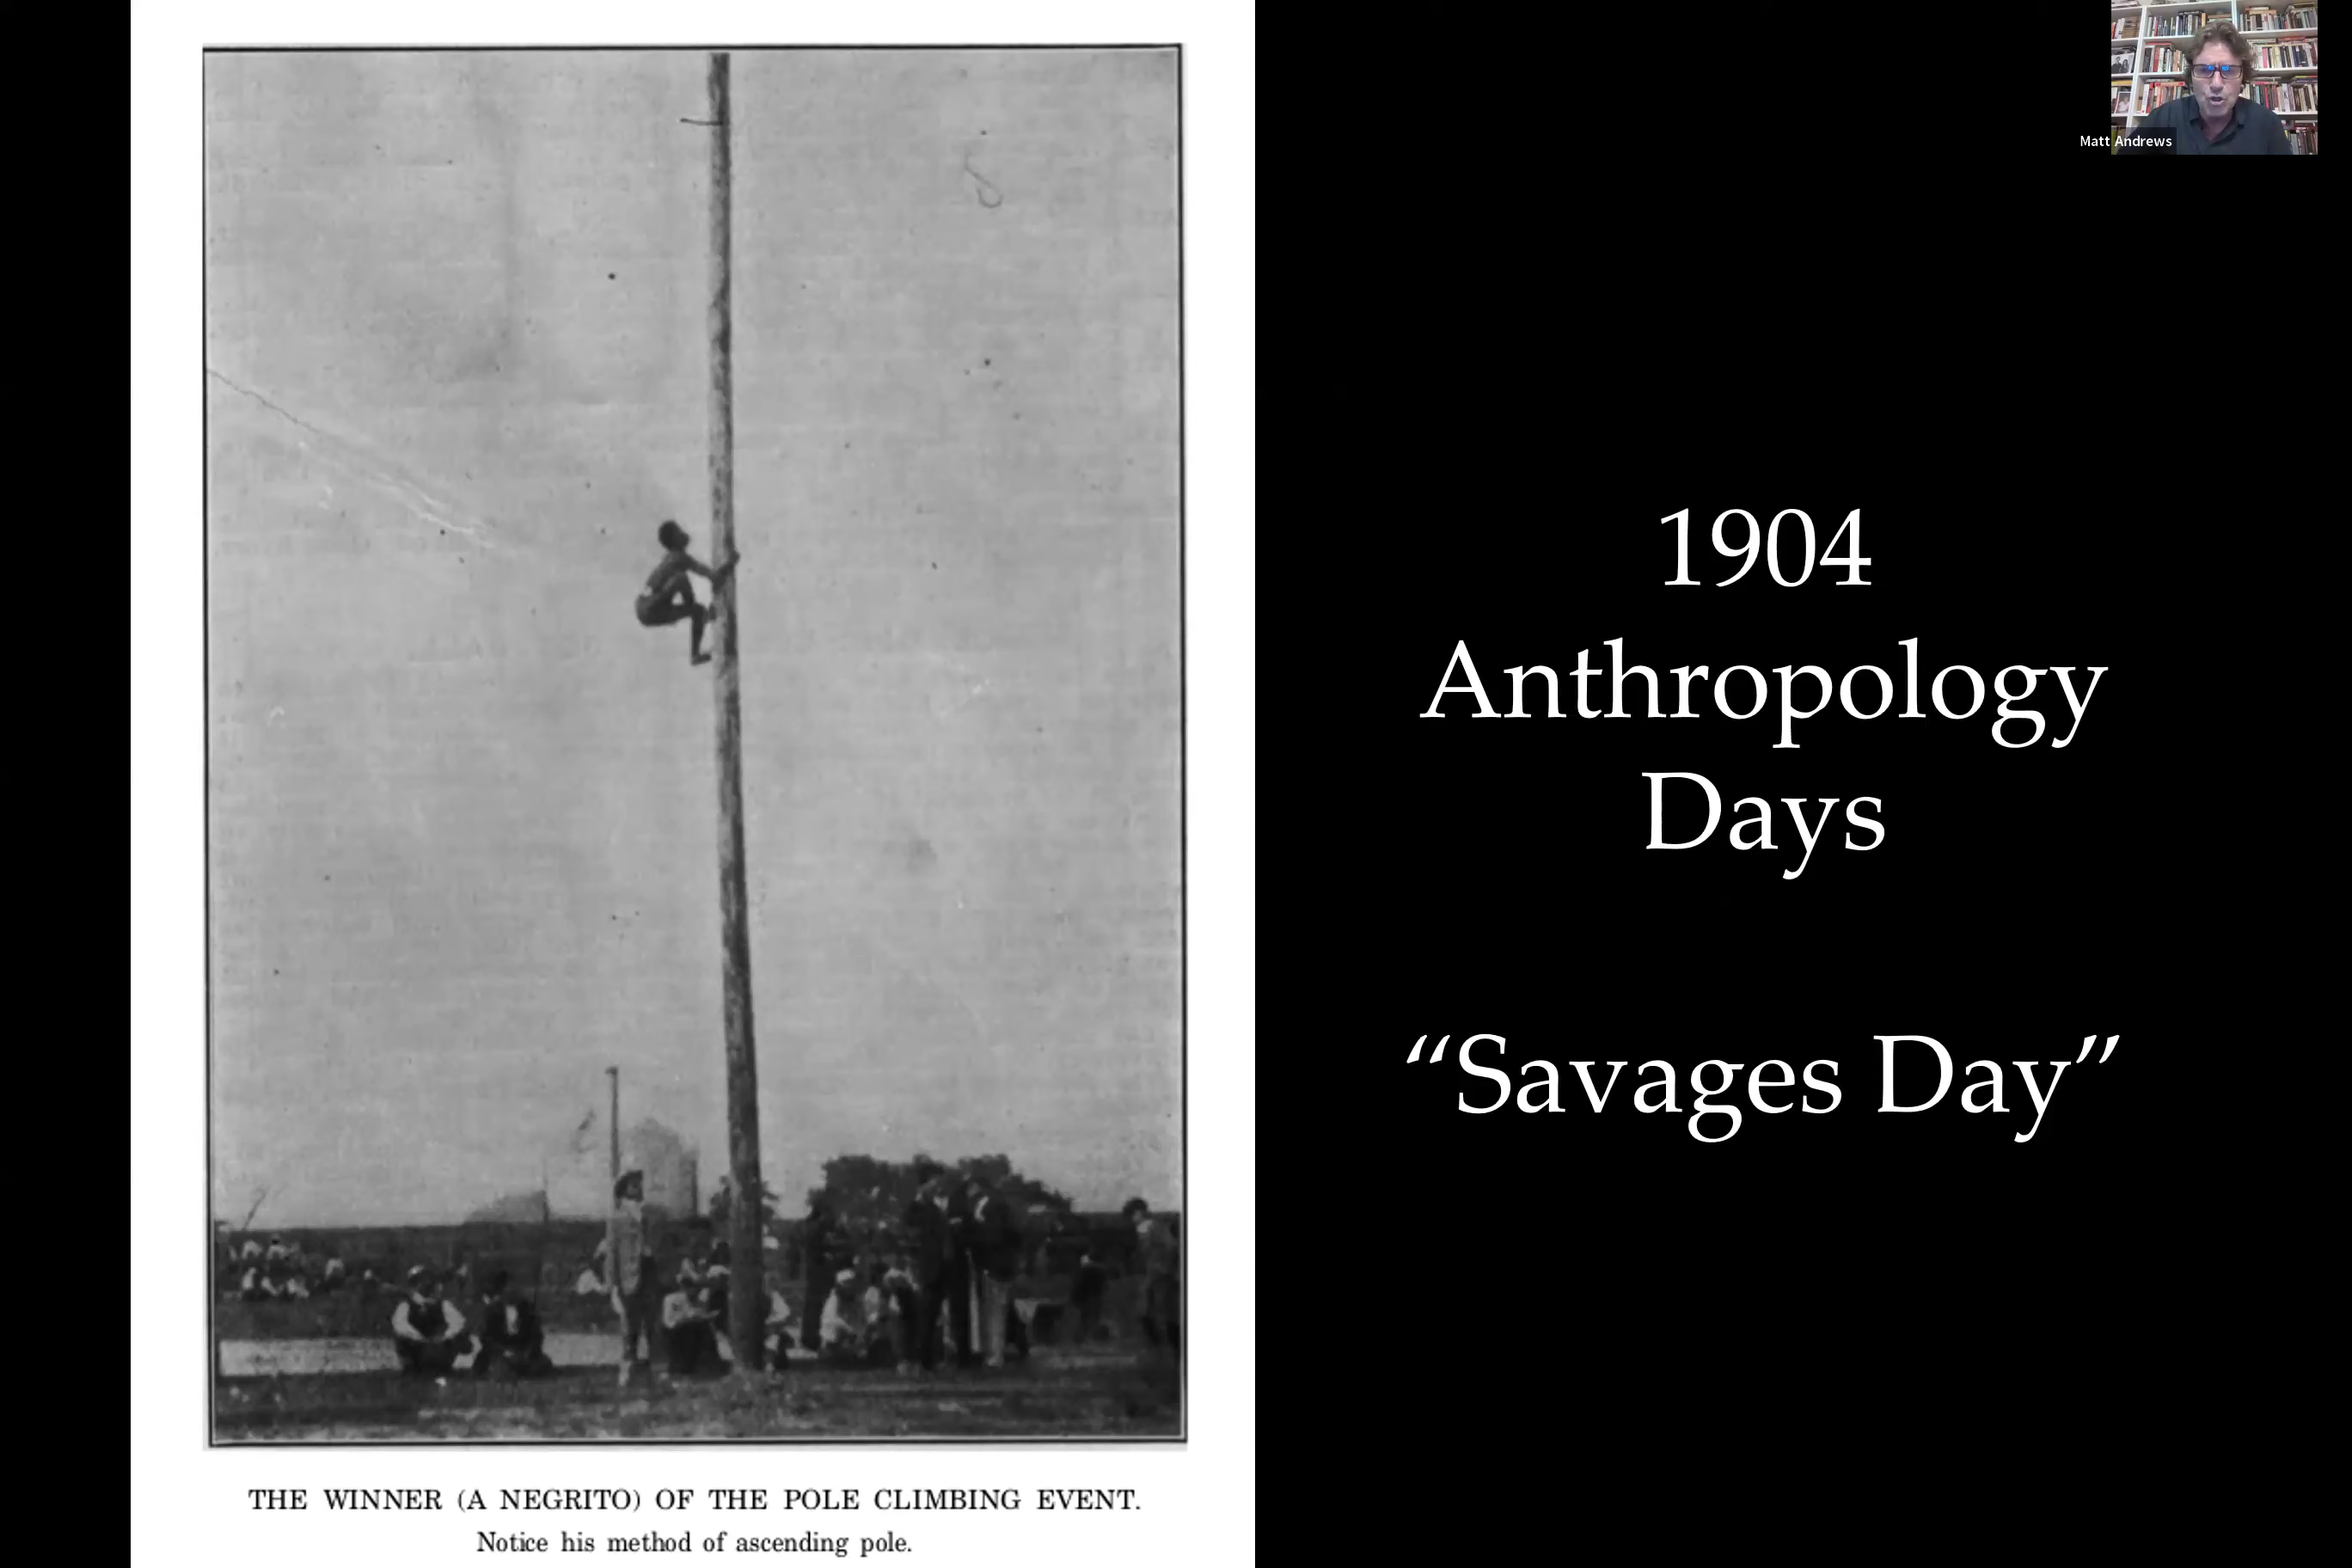 Matt Andrews
1904
Anthropology
Days
“Savages Day”
THE WINNER (A NEGRITO) OF THE POLE CLIMBING EVENT.
Notice his method of ascending pole.